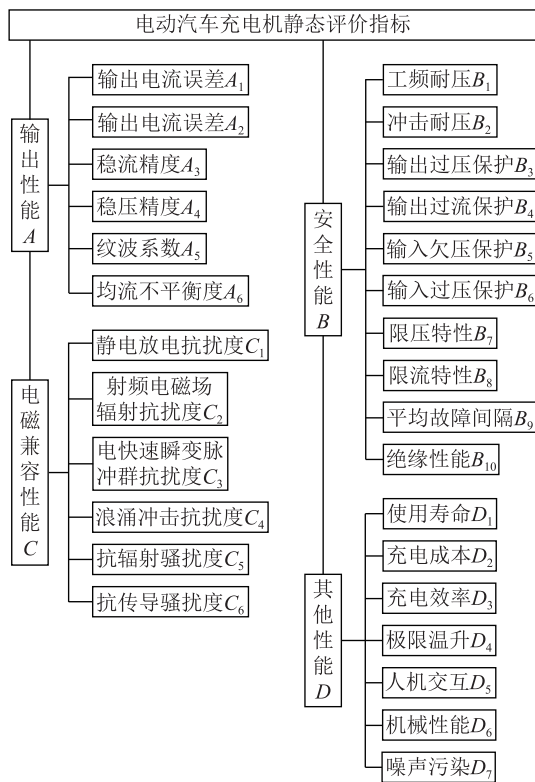 电动汽车充电机静态评价指标
输
出
性
能
A
输出电流误差A1
输出电流误差A2
稳流精度A3
稳压精度A4
纹波系数A5
均流不平衡度A6
电
磁
兼
容
性
能
C
静电放电抗扰度C1
射频电磁场
辐射抗扰度C2
电快速瞬变脉
冲群抗扰度C3
浪涌冲击抗扰度C4
抗辐射骚扰度C5
抗传导骚扰度C6
安
全
性
能
B
工频耐压B1
冲击耐压B2
输出过压保护B3
输出过流保护B4
输入欠压保护B5
输入过压保护B6
限压特性B7
限流特性B8
平均故障间隔B9
绝缘性能B10
其
他
性
能
D
使用寿命D1
充电成本D2
充电效率D3
极限温升D4
人机交互D5
机械性能D6
噪声污染D7